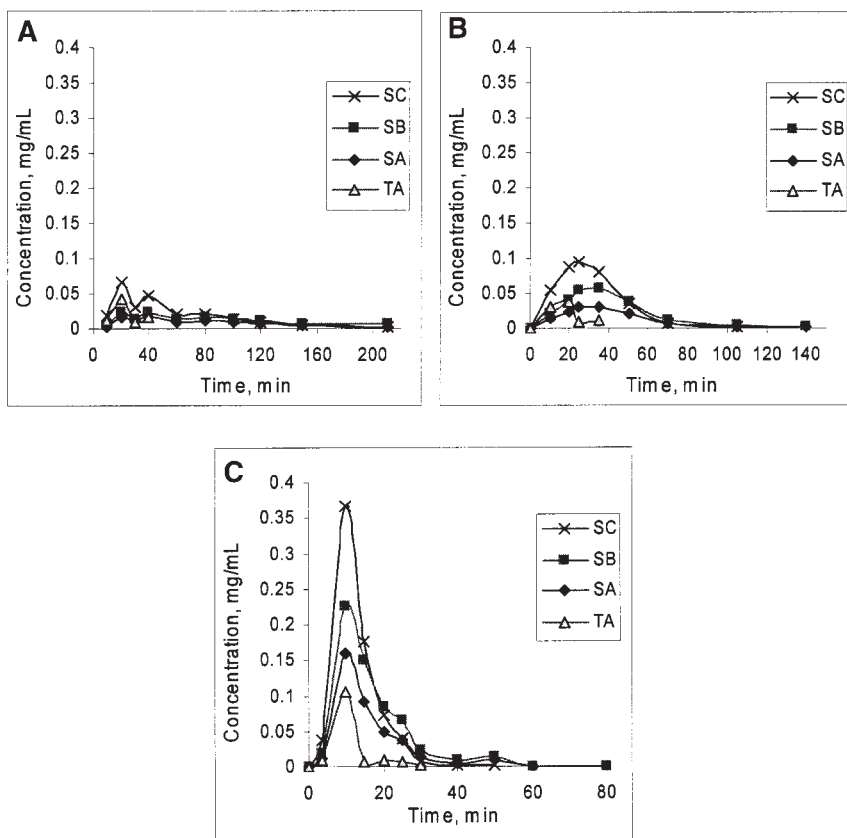 A
0.4
0.35
0.3
0.25
0.2
0.15
0.1
0.05
0
Concentration, mg/mL
0 40 80 120 160 200
Time, min
SC
SB
SA
TA
B
0.4
0.35
0.3
0.25
0.2
0.15
0.1
0.05
0
Concentration, mg/mL
0 20 40 60 80 100 120 140
Time, min
SC
SB
SA
TA
C
0.4
0.35
0.3
0.25
0.2
0.15
0.1
0.05
0
Concentration, mg/mL
0 20 40 60 80
Time, min
SC
SB
SA
TA